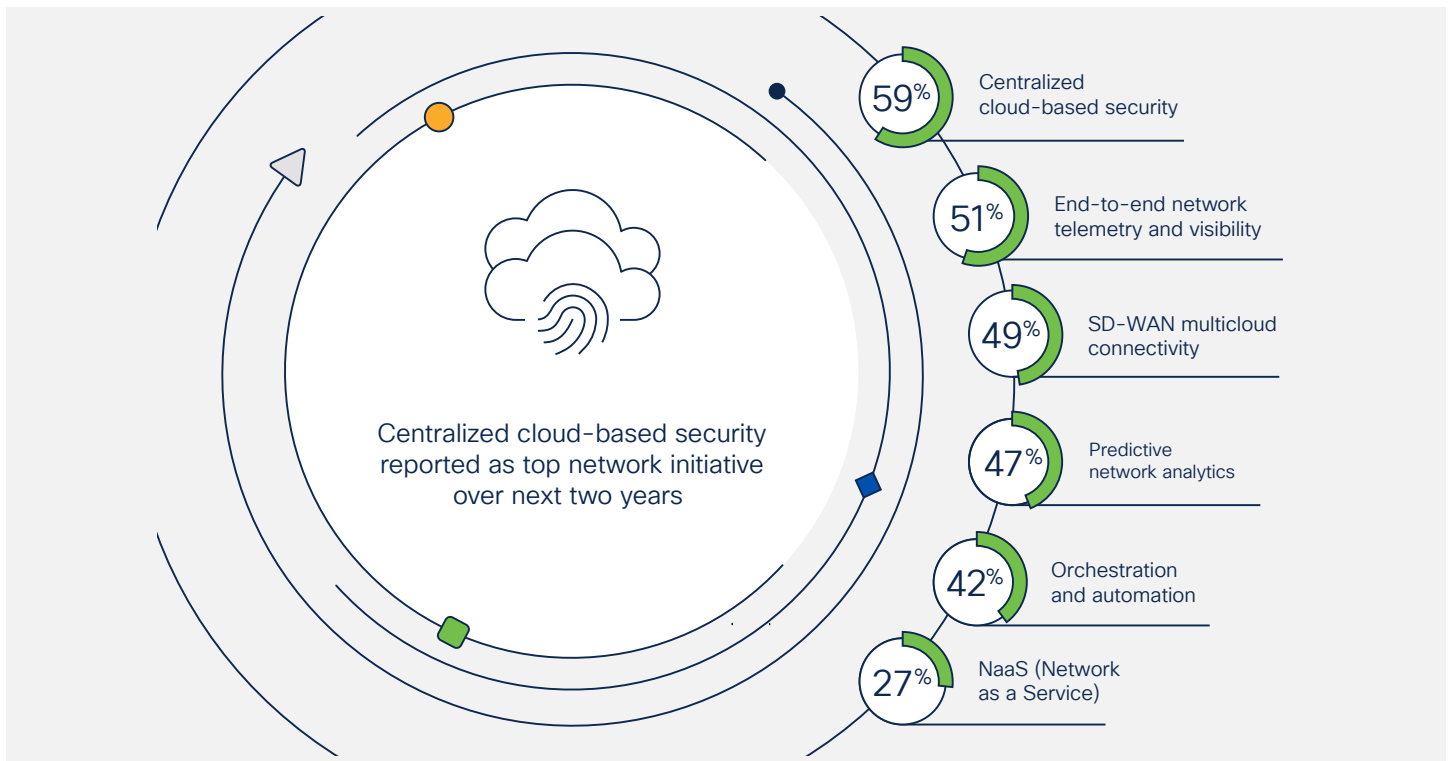 Centralized cloud-based security
reported as top network initiative
over next two years
59%
Centralized
cloud-based security
51%
End-to-end network
telemetry and visibility
49%
SD-WAN multicloud
connectivity
47%
Predictive
network analytics
42%
Orchestration
and automation
27%
NaaS (Network
as a Service)